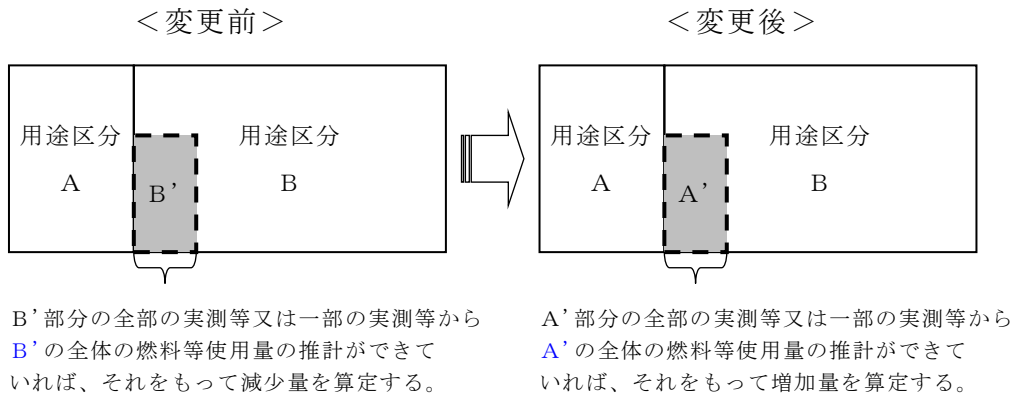 ＜変更前＞
用途区分
A
B’
用途区分
B
B’部分の全部の実測等又は一部の実測等から
B’の全体の燃料等使用量の推計ができて
いれば、それをもって減少量を算定する。
＜変更後＞
用途区分
A
A’
用途区分
B
A’部分の全部の実測等又は一部の実測等から
A’の全体の燃料等使用量の推計ができて
いれば、それをもって増加量を算定する。